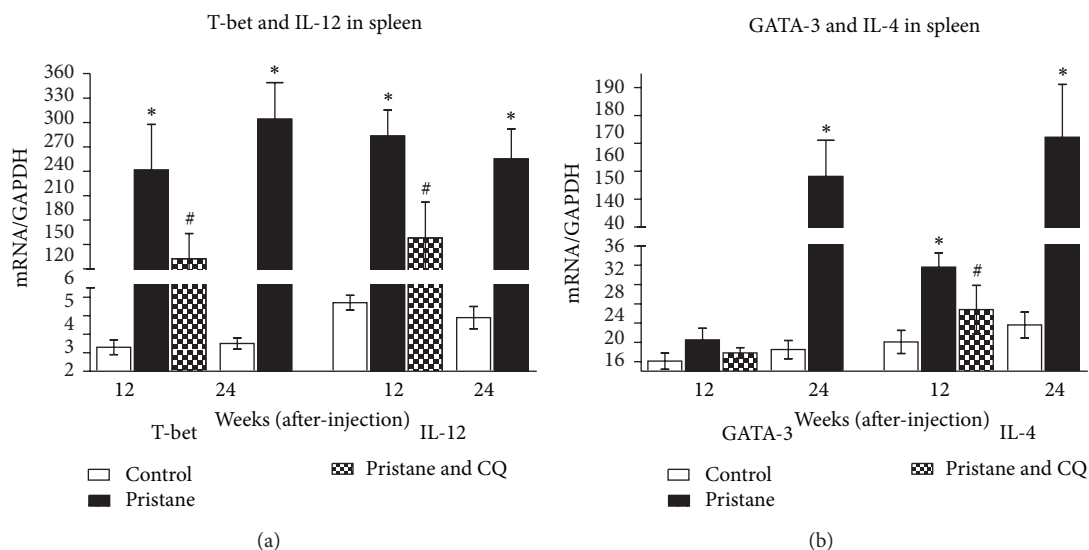 T-bet and IL-12 in spleen
mRNA/GAPDH
360
330
300
270
240
210
180
150
120
6
5
4
3
2
* # * * # *
12 24 12 24
Weeks (after-injection)
T-bet IL-12
Control Pristane and CQ
Pristane
(a)
GATA-3 and IL-4 in spleen
mRNA/GAPDH
190
180
170
160
150
140
40
36
32
28
20
16
* * # *
12 24 12 24
Weeks (after-injection)
GATA-3 IL-4
Control Pristane and CQ
Pristane
(b)